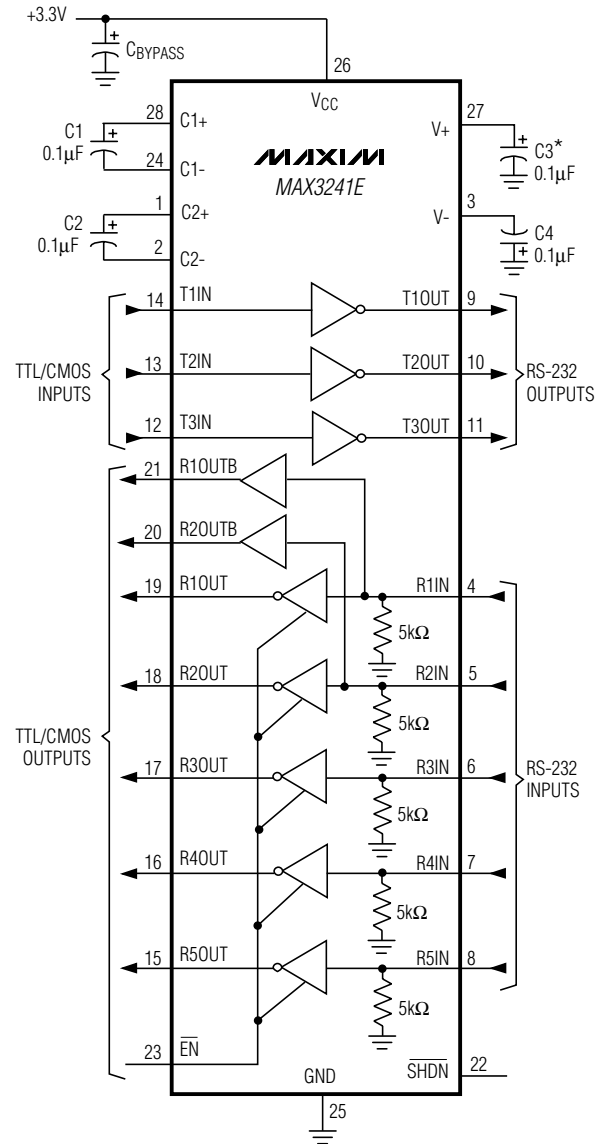 +3.3V
CBYPASS
26
VCC
28
C1+
C1
0.1µF
24
C1-
1
C2+
C2
0.1µF
2
C2-
MAXIM
MAX3241E
27
V+
C3*
0.1µF
3
V-
C4
0.1µF
14 T1IN T1OUT 9
13 T2IN T2OUT 10
12 T3IN T3OUT 11
TTL/CMOS
INPUTS
RS-232
OUTPUTS
21 R1OUTB
20 R2OUTB
19 R1OUT R1IN 4
5kΩ
18 R2OUT R2IN 5
5kΩ
17 R3OUT R3IN 6
5kΩ
16 R4OUT R4IN 7
5kΩ
15 R5OUT R5IN 8
5kΩ
TTL/CMOS
OUTPUTS
RS-232
INPUTS
23 EN
GND
SHDN 22
25